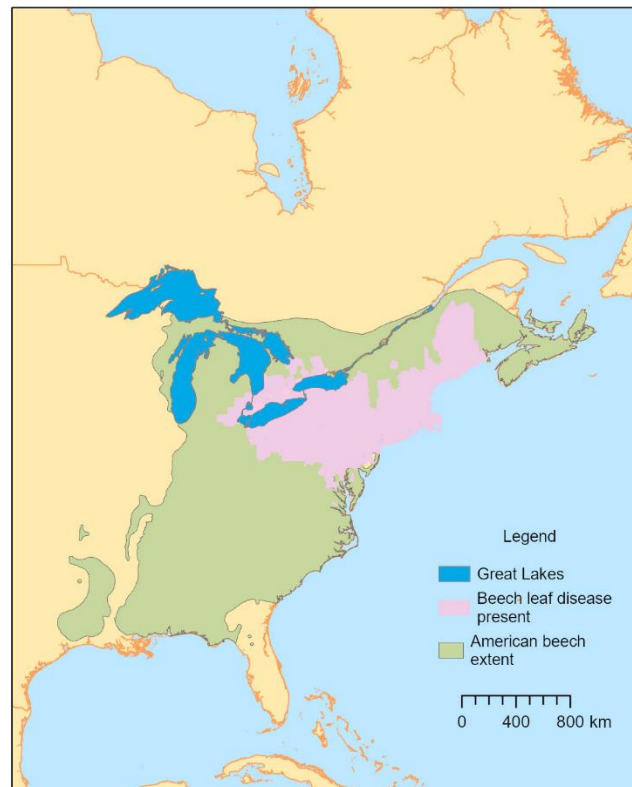 Legend
Great Lakes
Beech leaf disease
present
American beech
extent
0 400 800 km